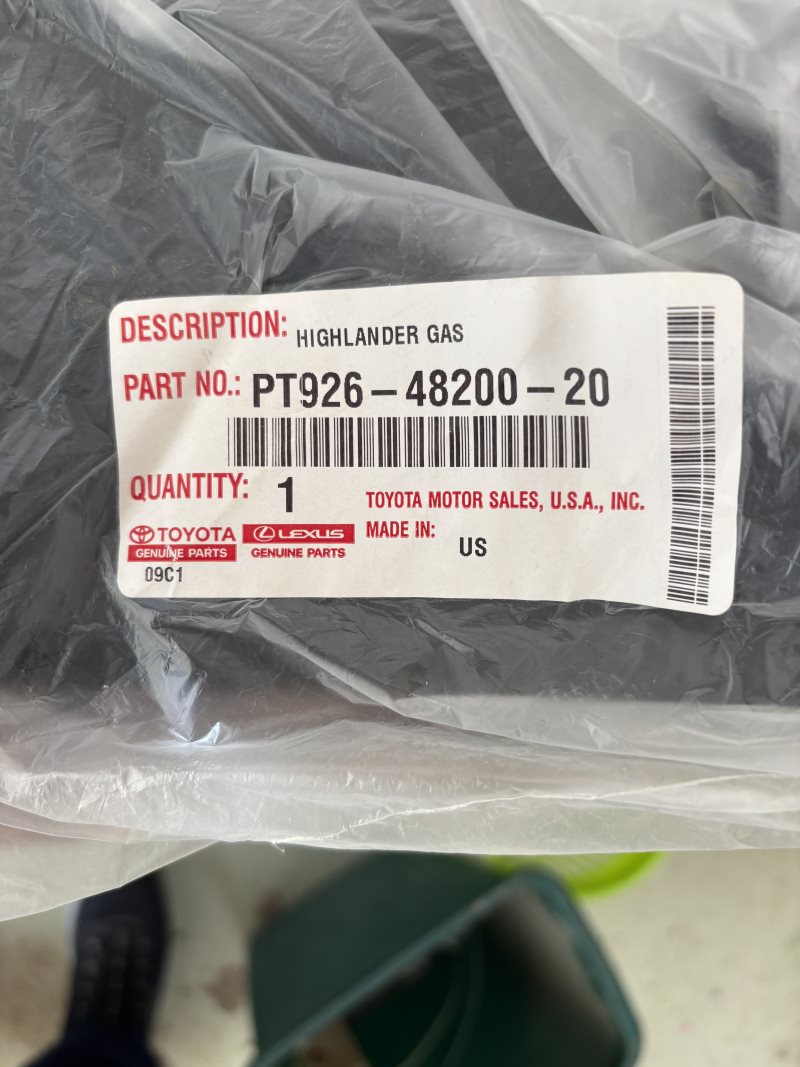 DESCRIPTION: HIGHLANDER GAS
PART NO.: PT926-48200-20
QUANTITY: 1
TOYOTA MOTOR SALES, U.S.A., INC.
MADE IN: US
TOYOTA
GENUINE PARTS
LEXUS
GENUINE PARTS
09C1